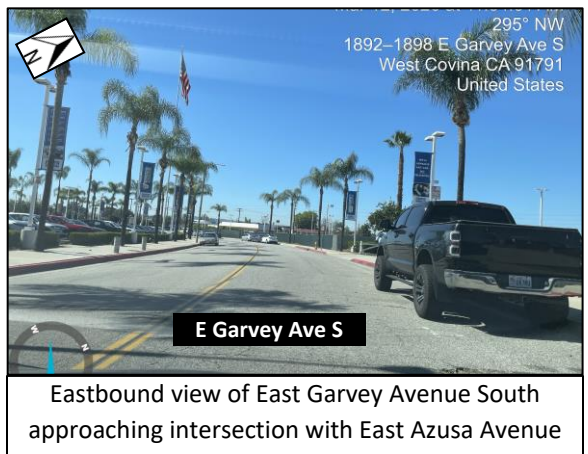 295° NW
1892–1898 E Garvey Ave S
West Covina CA 91791
United States
N
W
N
E Garvey Ave S
Eastbound view of East Garvey Avenue South
approaching intersection with East Azusa Avenue